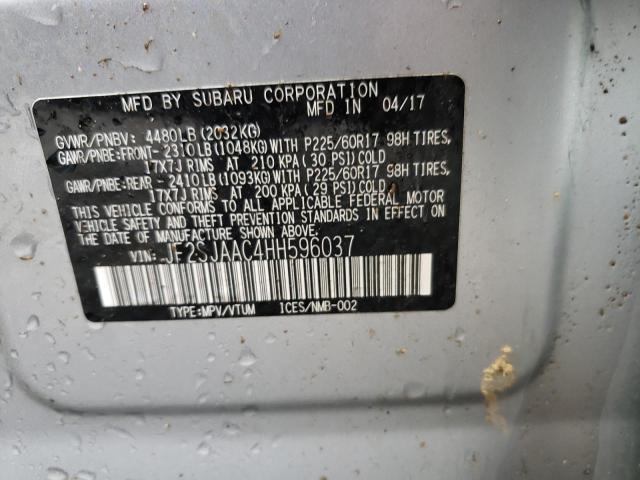 MFD BY SUBARU CORPORATION
MFD IN 04/17
GVWR/PNBV: 4480LB(2032KG)
GAWR/PNBE:FRONT-2310LB(1048KG)WITH P225/60R17 98H TIRES,
17X7J RIMS AT 210 KPA(30 PSI)COLD
GAWR/PNBE:REAR -2410LB(1093KG)WITH P225/60R17 98H TIRES,
17X7J RIMS AT 200 KPA(29 PSI)COLD
THIS VEHICLE CONFORMS TO ALL APPLICABLE FEDERAL MOTOR
VEHICLE SAFETY AND THEFT PREVENTION STANDARDS IN EFFECT ON
THE DATE OF MANUFACTURE SHOWN ABOVE.
VIN: JF2SJAAC4HH596037
TYPE:MPV/VTUM ICES/NMB-002